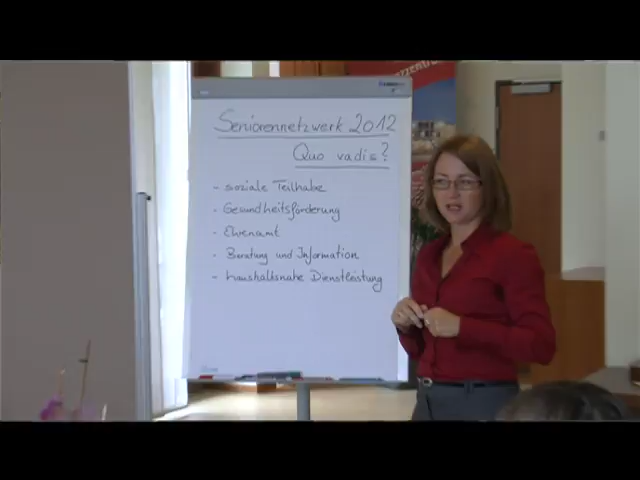 Seniorennetzwerk 2012
Quo vadis?
- soziale Teilhabe
- Gesundheitsförderung
- Ehrenamt
- Beratung und Information
- haushaltsnahe Dienstleistung